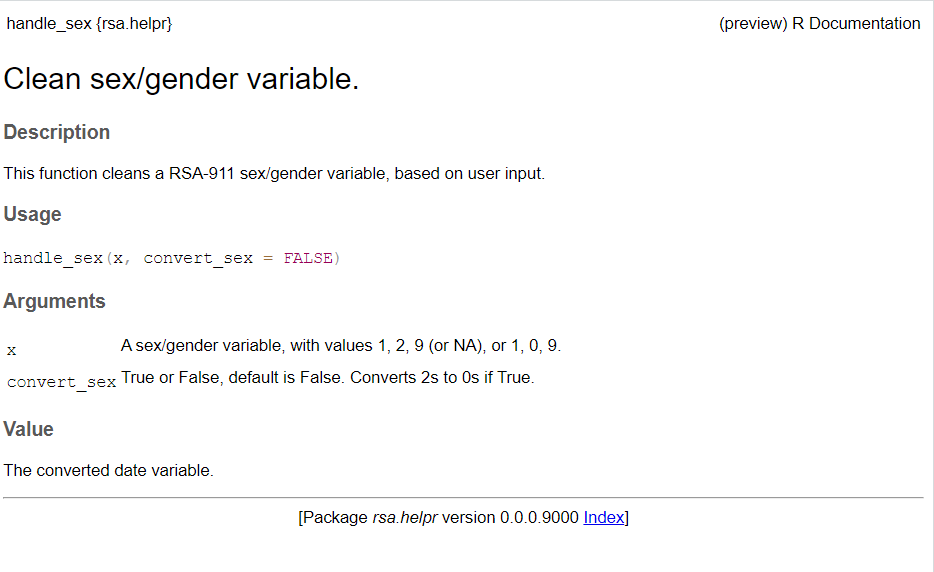 handle_sex {rsa.helpr} (preview) R Documentation
Clean sex/gender variable.
Description
This function cleans a RSA-911 sex/gender variable, based on user input.
Usage
handle_sex(x, convert_sex = FALSE)
Arguments
x A sex/gender variable, with values 1, 2, 9 (or NA), or 1, 0, 9.
convert_sex True or False, default is False. Converts 2s to 0s if True.
Value
The converted date variable.
[Package rsa.helpr version 0.0.0.9000 Index]